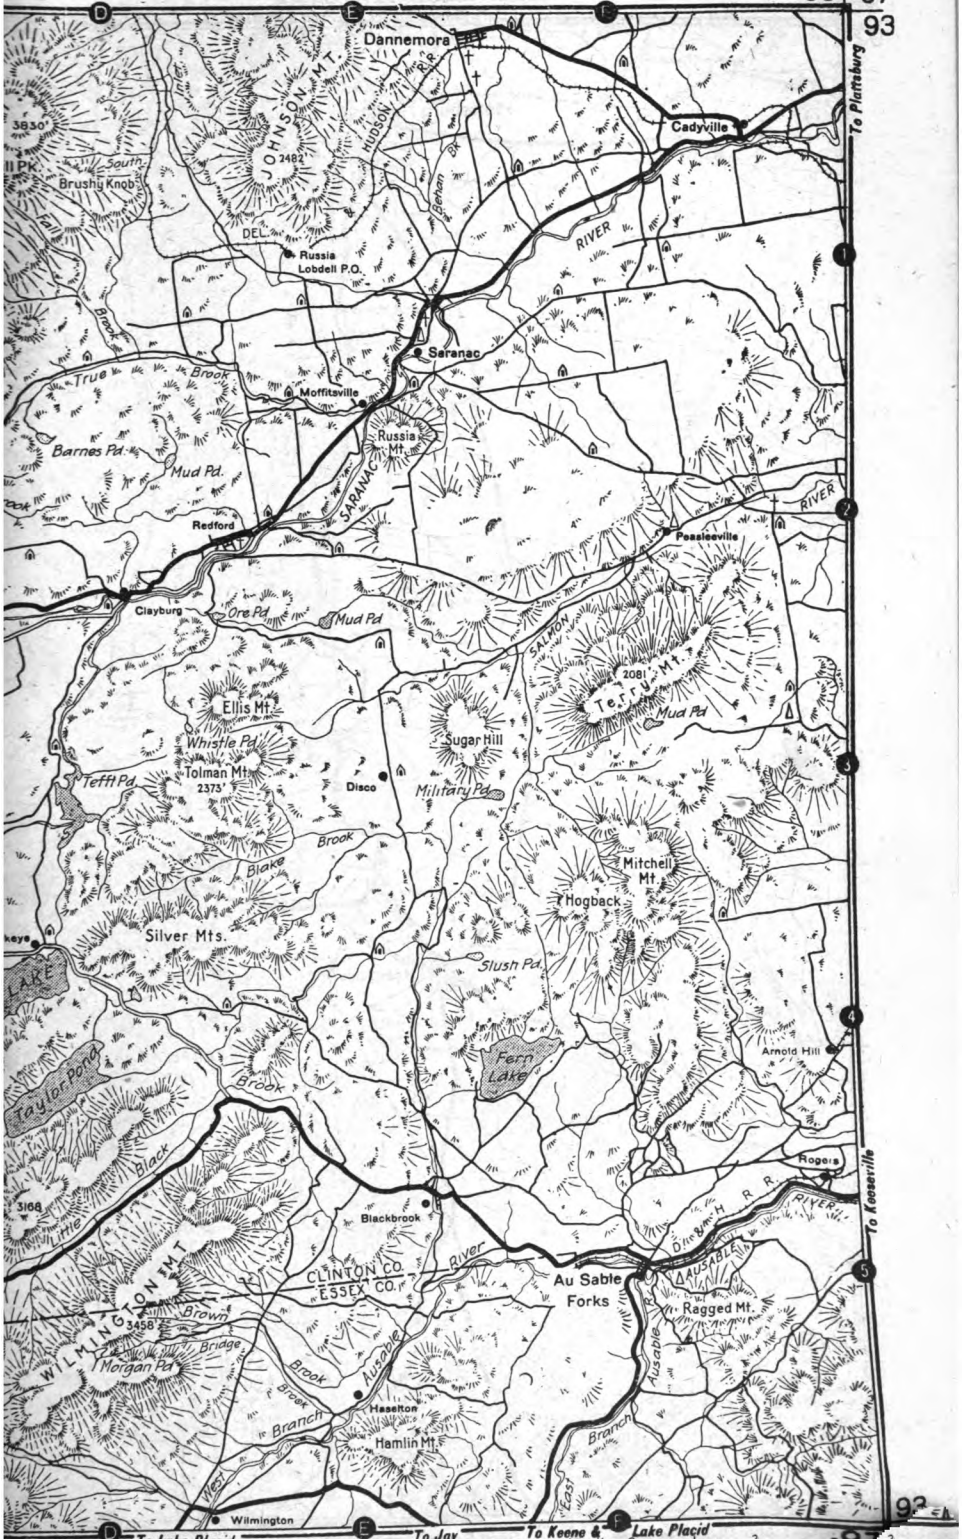 D
E
F
93
Dannemora
To Plattsburg
Cadyville
JOHNSON MT.
2482'
HUDSON
R.R.
3830'
South
Brushy Knob
Behan
Bk
DEL.
RIVER
Russia
Lobdell P.O.
1
Brook
Saranac
True
Brook
Moffitsville
Russia
Mt.
Barnes Pd.
Mud Pd.
SARANAC
RIVER
2
Redford
Peasleeville
Clayburg
Ore Pd
Mud Pd
SALMON
2081'
Terry Mt.
Mud Pd
Ellis Mt.
Whistle Pd
Sugar Hill
Tefft Pd.
Tolman Mt.
2373'
Disco
Military Pd
3
Brook
Blake
Mitchell
Mt.
Hogback
Silver Mts.
keye
LAKE
Slush Pd.
4
Fern
Lake
Arnold Hill
Taylor Pond
Brook
Black
Little
Rogers
To Keeseville
3168
Blackbrook
D. & H. R R.
RIVER
AUSABLE
CLINTON CO.
ESSEX CO.
River
Au Sable
Forks
5
WILMINGTON MT
3458'
Brown
Bridge
Brook
Morgan Pd
Brook
Ausable
Ragged Mt.
R.
Ausable
Haselton
Branch
Hamlin Mt.
Branch
West
East
Wilmington
93
D
E
F
To Jay
To Keene & Lake Placid